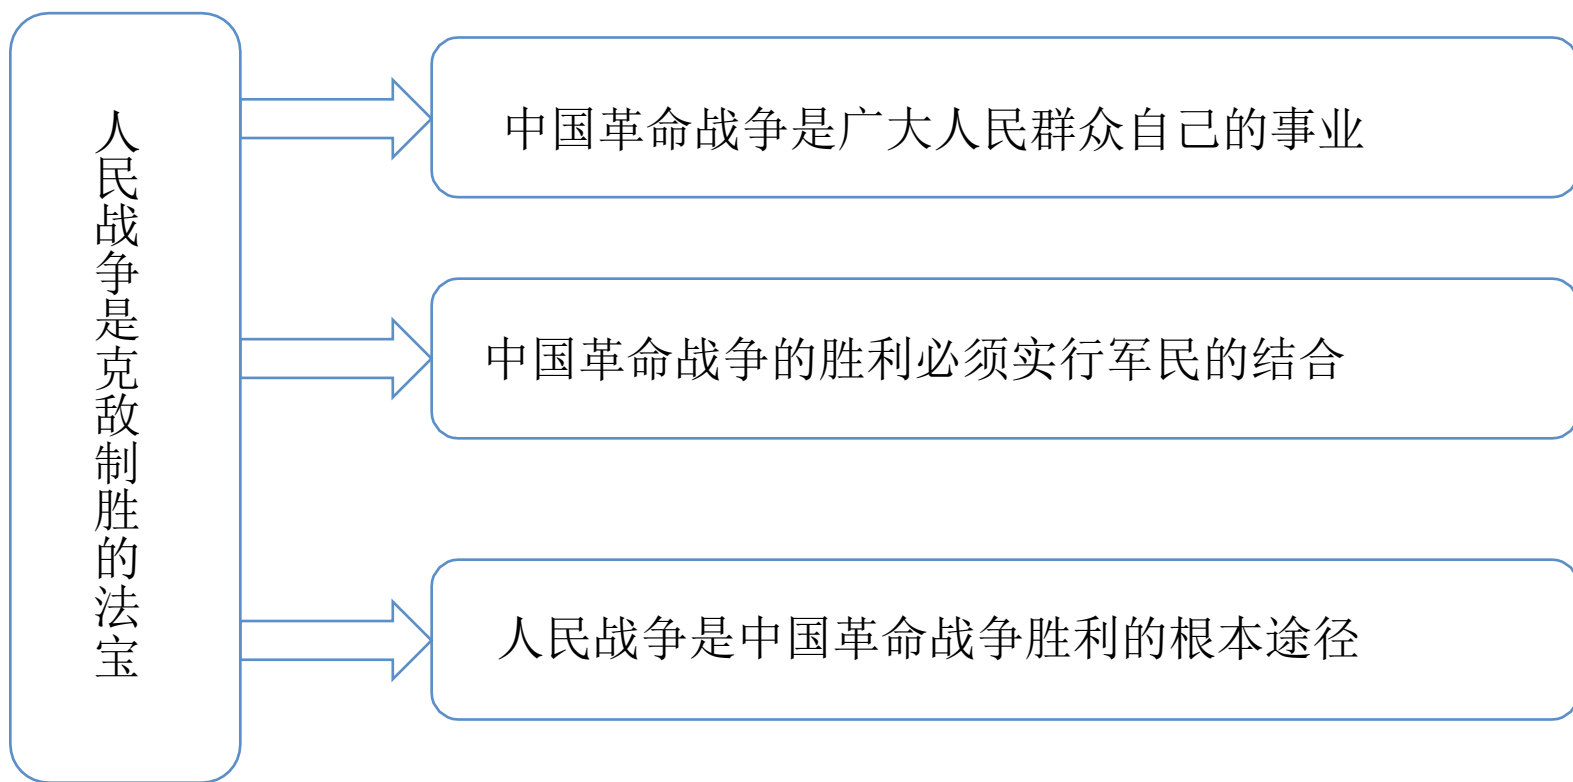 人民战争是克敌制胜的法宝
中国革命战争是广大人民群众自己的事业
中国革命战争的胜利必须实行军民的结合
人民战争是中国革命战争胜利的根本途径